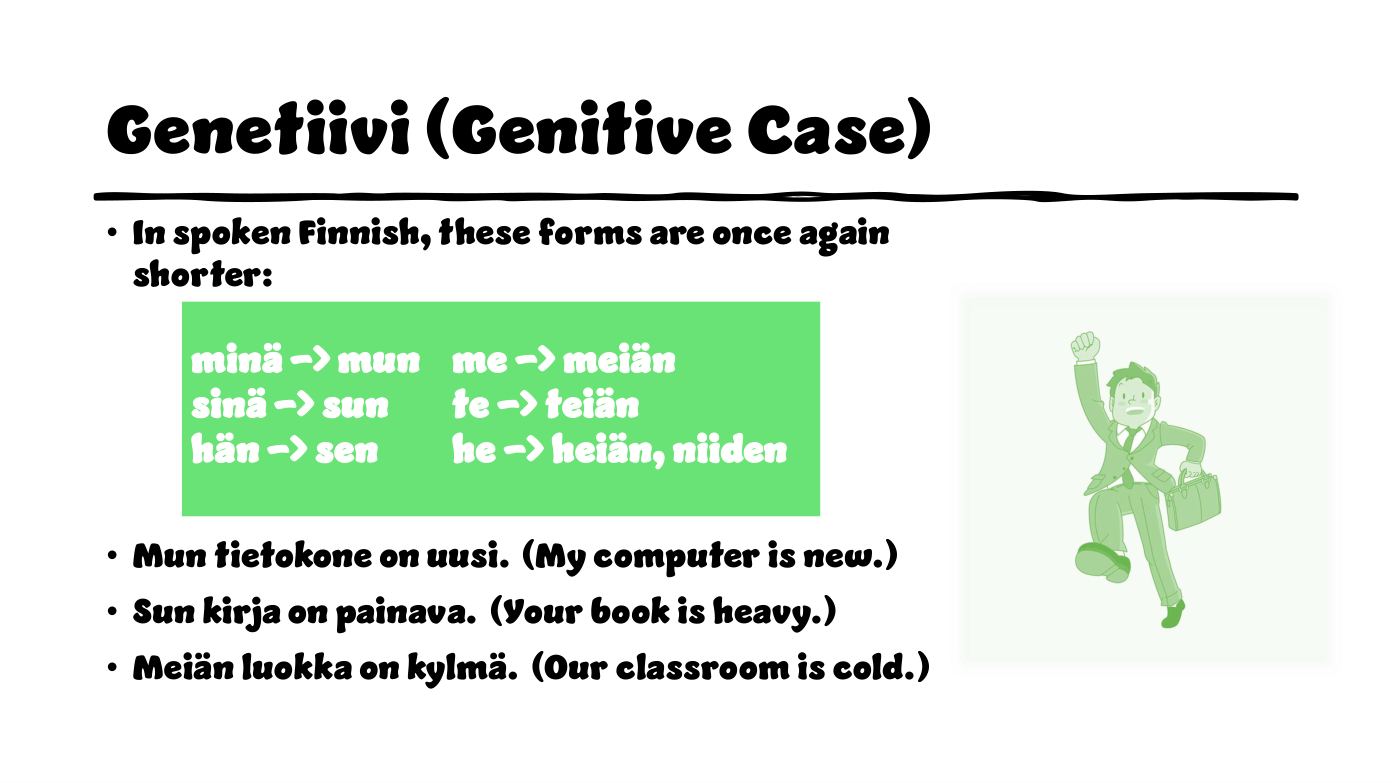 Genetiivi (Genitive Case)
• In spoken Finnish, these forms are once again
shorter:
minä -> mun me -> meiän
sinä -> sun te -> teiän
hän -> sen he -> heiän, niiden
• Mun tietokone on uusi. (My computer is new.)
• Sun kirja on painava. (Your book is heavy.)
• Meiän luokka on kylmä. (Our classroom is cold.)